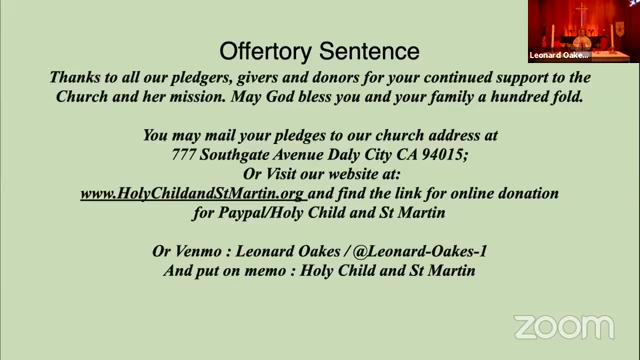 Offertory Sentence
Thanks to all our pledgers, givers and donors for your continued support to the
Church and her mission. May God bless you and your family a hundred fold.
You may mail your pledges to our church address at
777 Southgate Avenue Daly City CA 94015;
Or Visit our website at:
www.HolyChildandStMartin.org and find the link for online donation
for Paypal/Holy Child and St Martin
Or Venmo : Leonard Oakes / @Leonard-Oakes-1
And put on memo : Holy Child and St Martin
Leonard Oake...
zoom